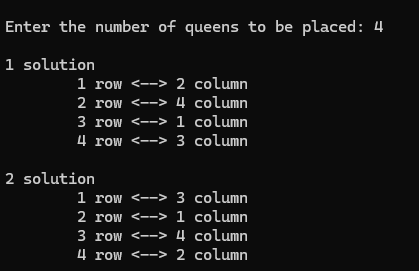 Enter the number of queens to be placed: 4
1 solution
1 row <--> 2 column
2 row <--> 4 column
3 row <--> 1 column
4 row <--> 3 column
2 solution
1 row <--> 3 column
2 row <--> 1 column
3 row <--> 4 column
4 row <--> 2 column